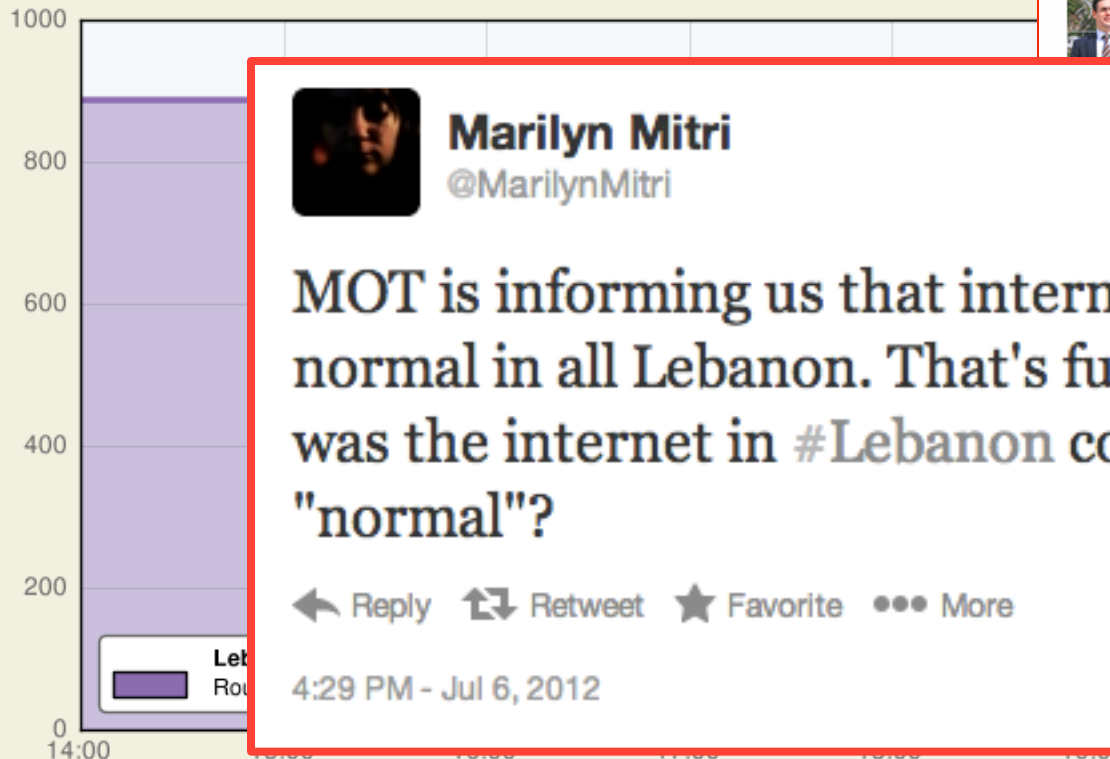 1000
800
600
400
200
0
14:00
Marilyn Mitri
@MarilynMitri
MOT is informing us that intern
normal in all Lebanon. That's fu
was the internet in #Lebanon co
"normal"?
Reply Retweet Favorite More
4:29 PM - Jul 6, 2012
Leb
Rou